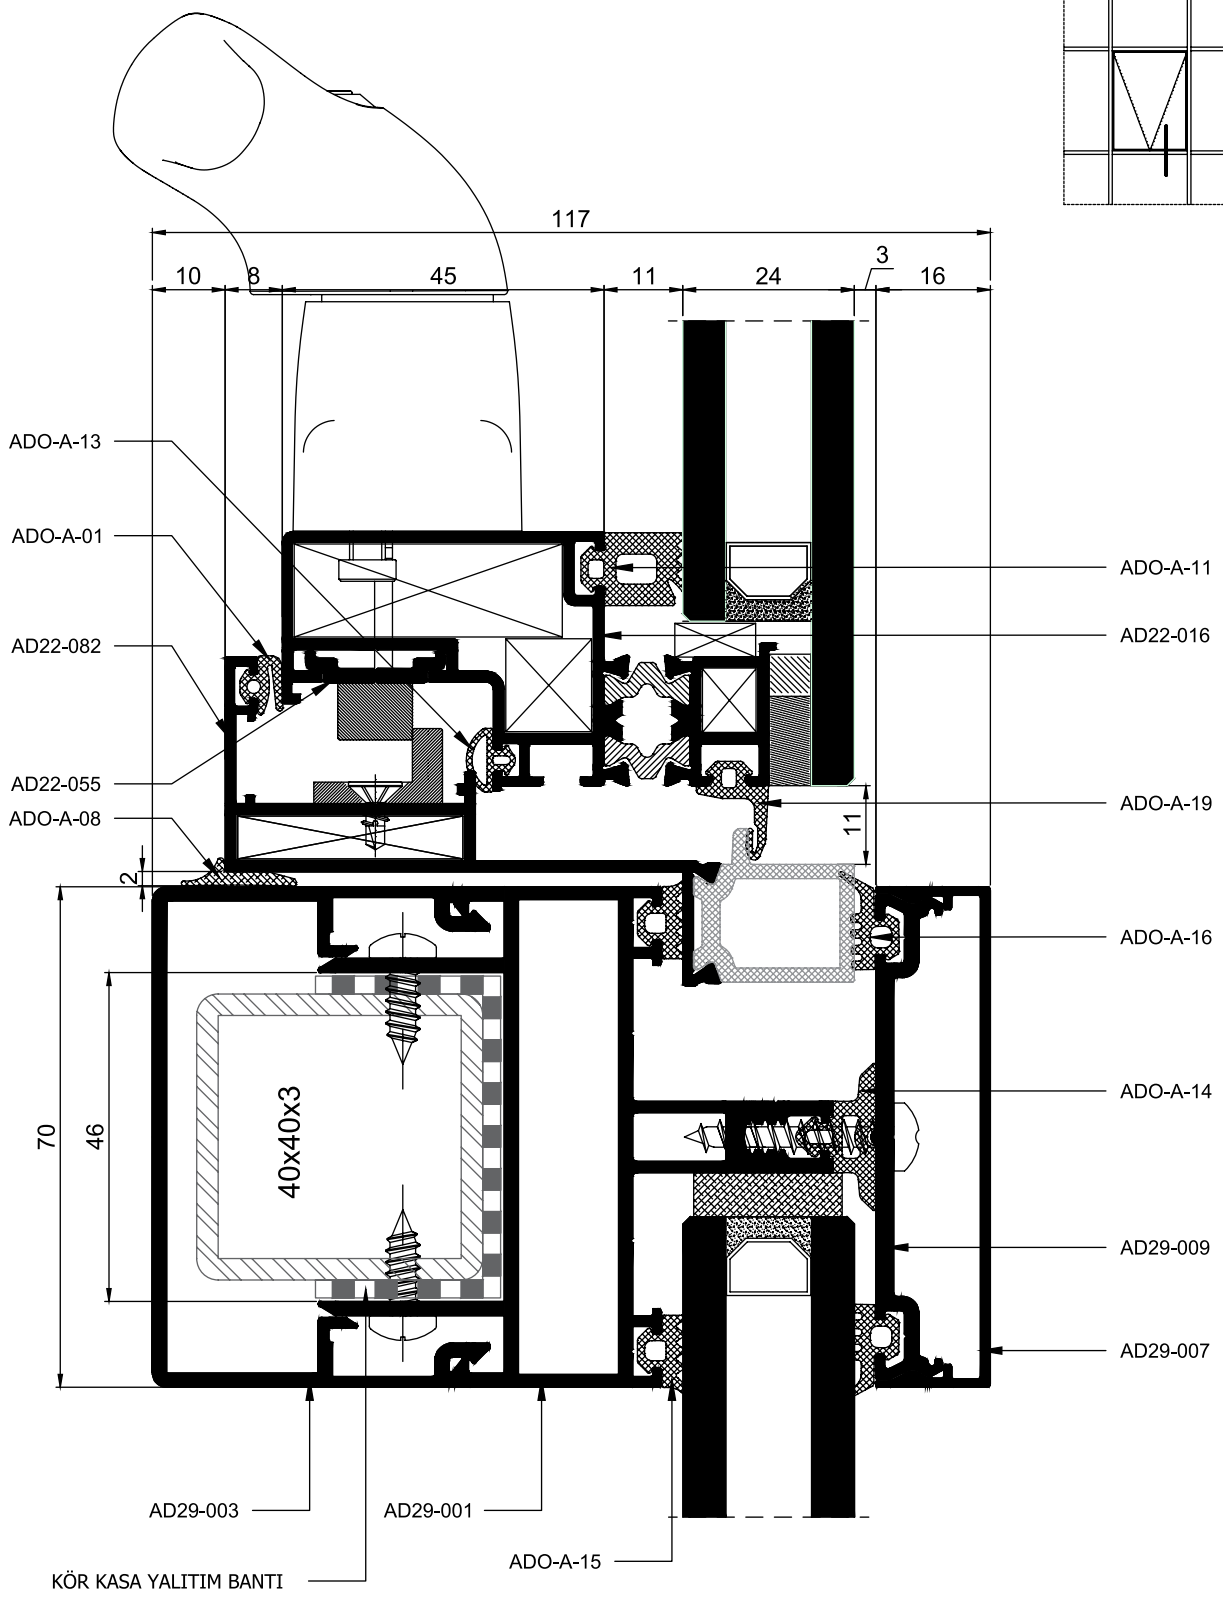 117
3
10
8
45
11
24
16
ADO-A-13
ADO-A-01
ADO-A-11
AD22-082
AD22-016
AD22-055
ADO-A-08
ADO-A-19
11
2
ADO-A-16
70
46
40x40x3
ADO-A-14
AD29-009
AD29-007
AD29-003
AD29-001
ADO-A-15
KÖR KASA YALITIM BANTI